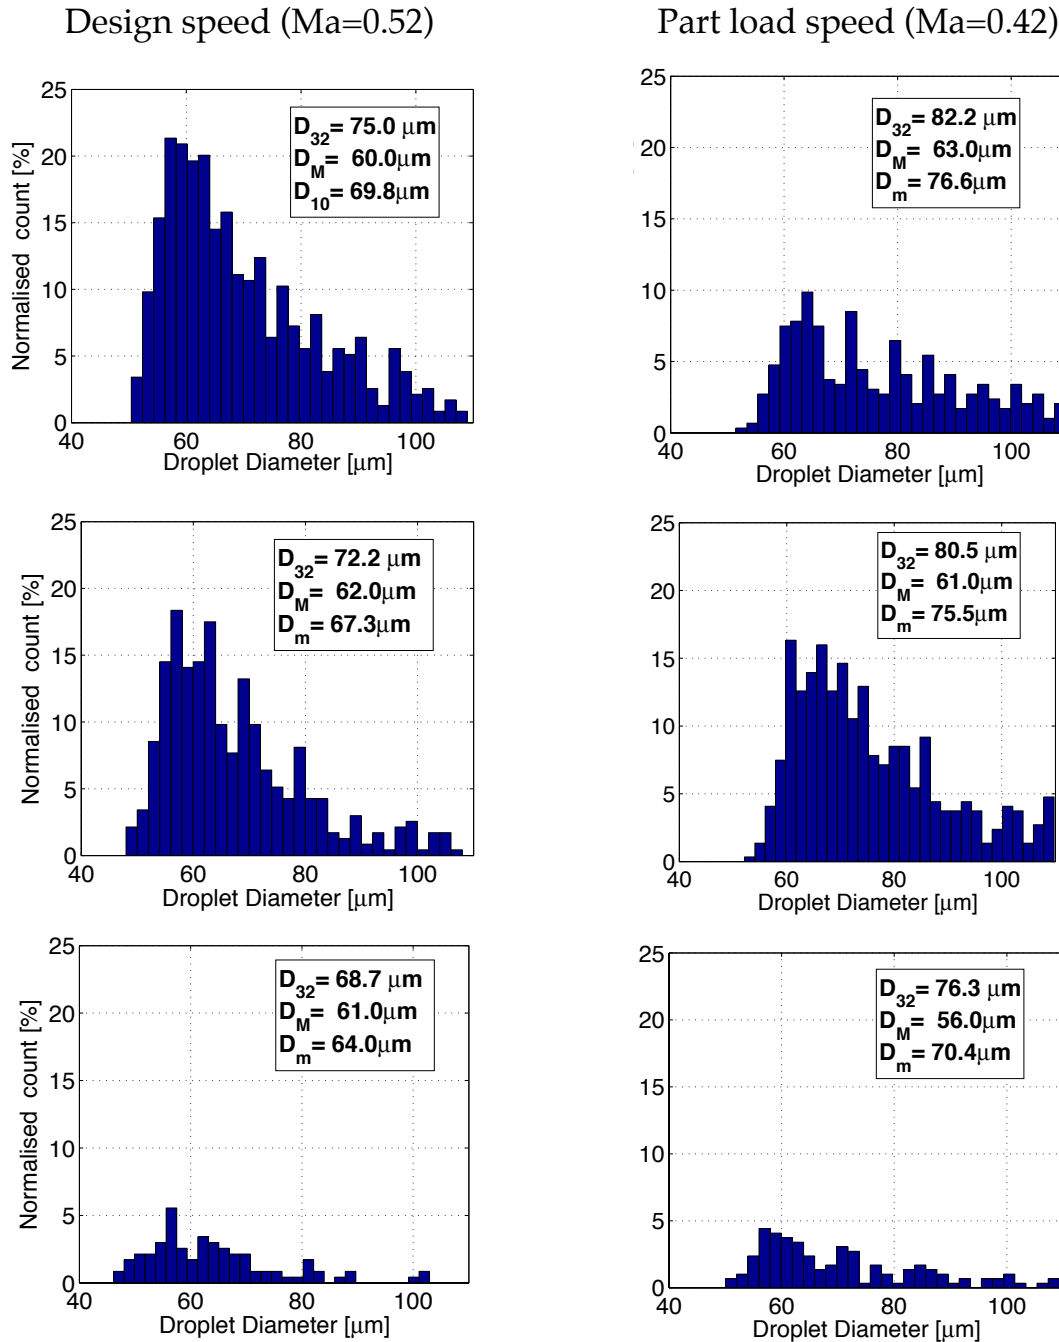 Design speed (Ma=0.52)
Part load speed (Ma=0.42)
25
20
15
10
5
0
40
60
80
100
Normalised count [%]
Droplet Diameter [µm]
D32= 75.0 µm
DM= 60.0µm
D10= 69.8µm
25
20
15
10
5
0
40
60
80
100
Droplet Diameter [µm]
D32= 82.2 µm
DM= 63.0µm
Dm= 76.6µm
25
20
15
10
5
0
40
60
80
100
Normalised count [%]
Droplet Diameter [µm]
D32= 72.2 µm
DM= 62.0µm
Dm= 67.3µm
25
20
15
10
5
0
40
60
80
100
Droplet Diameter [µm]
D32= 80.5 µm
DM= 61.0µm
Dm= 75.5µm
25
20
15
10
5
0
40
60
80
100
Normalised count [%]
Droplet Diameter [µm]
D32= 68.7 µm
DM= 61.0µm
Dm= 64.0µm
25
20
15
10
5
0
40
60
80
100
Droplet Diameter [µm]
D32= 76.3 µm
DM= 56.0µm
Dm= 70.4µm